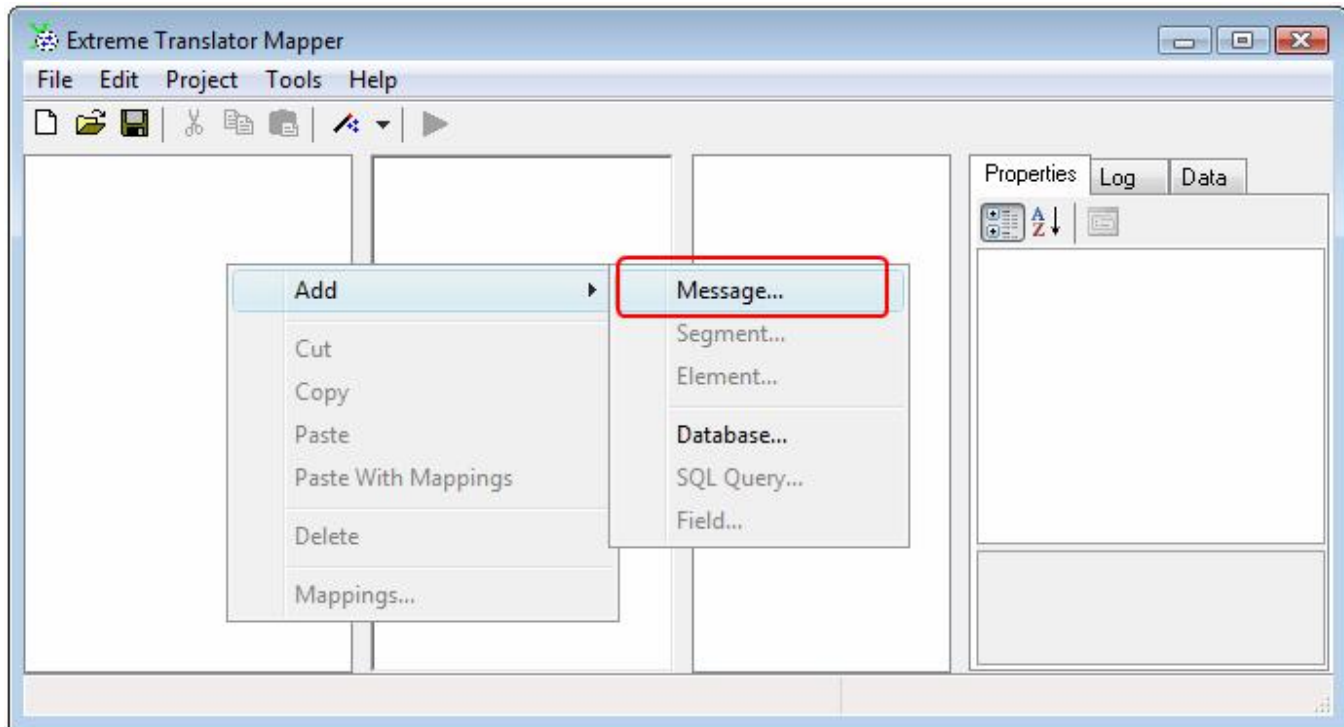 Extreme Translator Mapper
File Edit Project Tools Help
Properties Log Data
A
Z
Add
Cut
Copy
Paste
Paste With Mappings
Delete
Mappings...
Message...
Segment...
Element...
Database...
SQL Query...
Field...